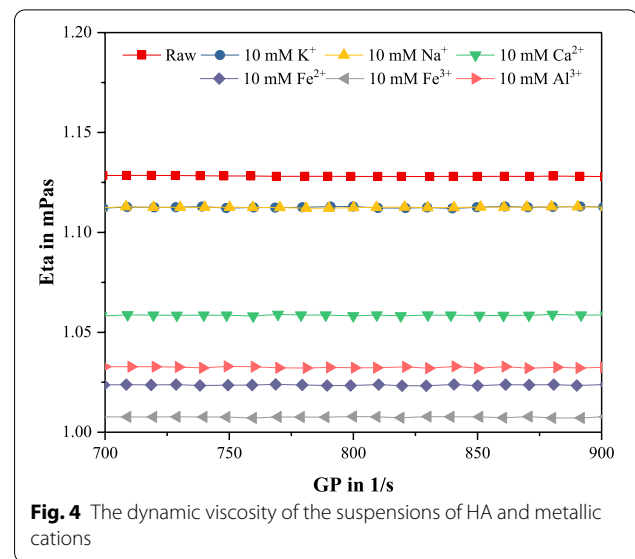 1.20
Raw 10 mM K⁺ 10 mM Na⁺ 10 mM Ca²⁺
10 mM Fe²⁺ 10 mM Fe³⁺ 10 mM Al³⁺
1.15
1.10
1.05
1.00
Eta in mPas
700 750 800 850 900
GP in 1/s
Fig. 4 The dynamic viscosity of the suspensions of HA and metallic
cations